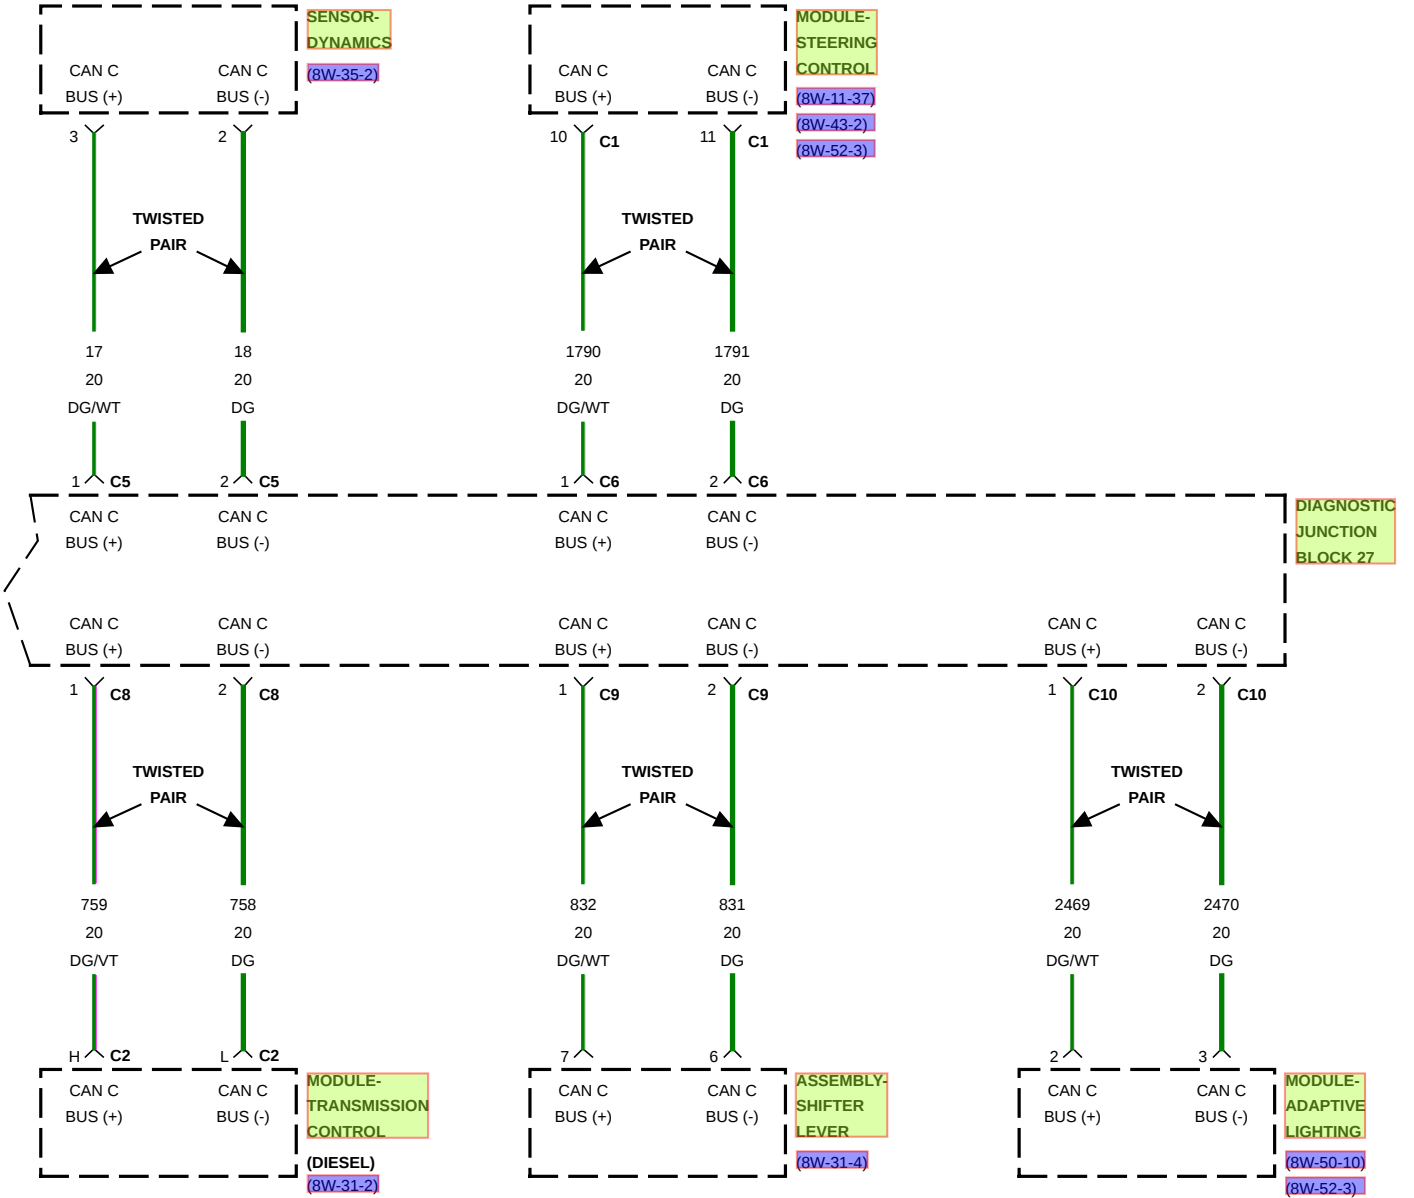 SENSOR-
DYNAMICS
(8W-35-2)
CAN C
BUS (+)
CAN C
BUS (-)
3
2
TWISTED
PAIR
17
20
DG/WT
18
20
DG
1
C5
2
C5
MODULE-
STEERING
CONTROL
(8W-11-37)
(8W-43-2)
(8W-52-3)
CAN C
BUS (+)
CAN C
BUS (-)
10
C1
11
C1
TWISTED
PAIR
1790
20
DG/WT
1791
20
DG
1
C6
2
C6
CAN C
BUS (+)
CAN C
BUS (-)
CAN C
BUS (+)
CAN C
BUS (-)
DIAGNOSTIC
JUNCTION
BLOCK 27
CAN C
BUS (+)
CAN C
BUS (-)
CAN C
BUS (+)
CAN C
BUS (-)
CAN C
BUS (+)
CAN C
BUS (-)
1
C8
2
C8
TWISTED
PAIR
759
20
DG/VT
758
20
DG
H
C2
L
C2
CAN C
BUS (+)
CAN C
BUS (-)
MODULE-
TRANSMISSION
CONTROL
(DIESEL)
(8W-31-2)
1
C9
2
C9
TWISTED
PAIR
832
20
DG/WT
831
20
DG
7
6
CAN C
BUS (+)
CAN C
BUS (-)
ASSEMBLY-
SHIFTER
LEVER
(8W-31-4)
1
C10
2
C10
TWISTED
PAIR
2469
20
DG/WT
2470
20
DG
2
3
CAN C
BUS (+)
CAN C
BUS (-)
MODULE-
ADAPTIVE
LIGHTING
(8W-50-10)
(8W-52-3)